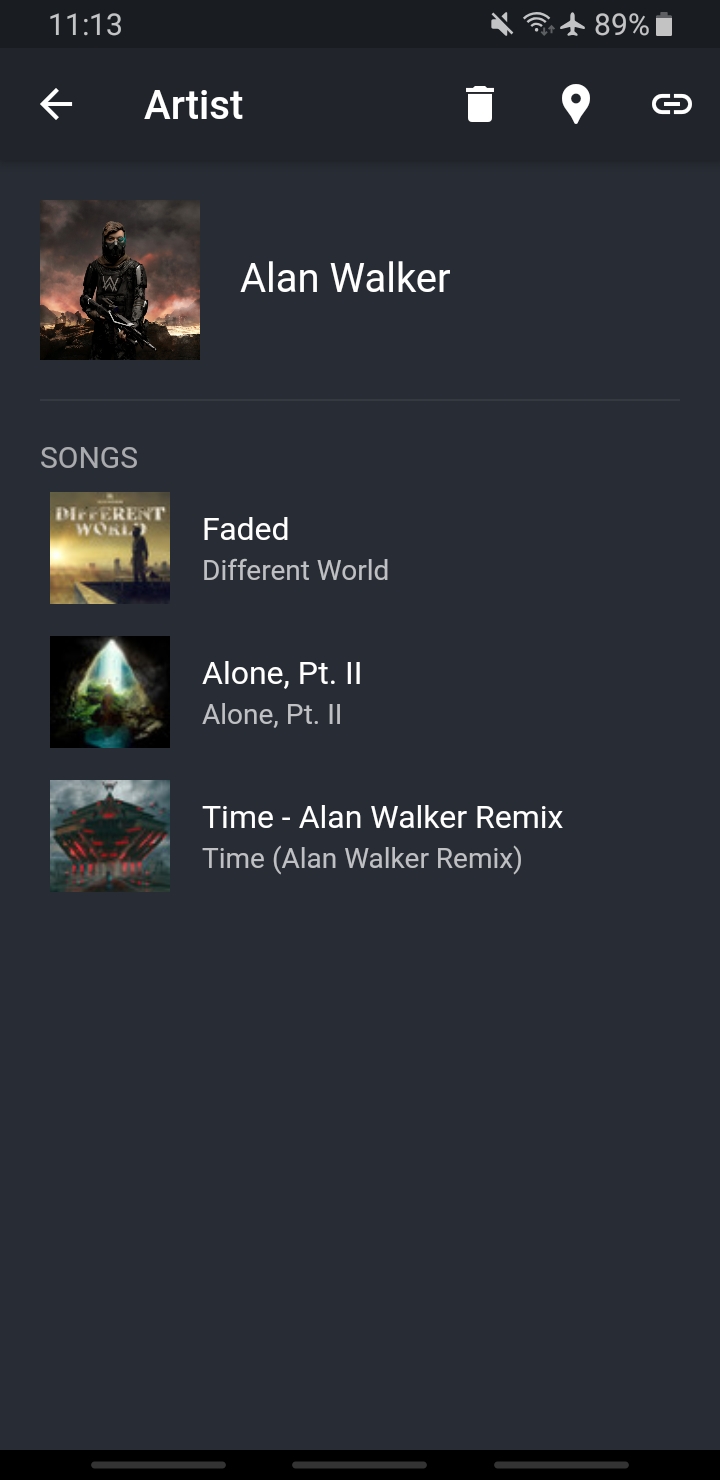 11:13
89%
Artist
Alan Walker
SONGS
DIFFERENT
WORLD
Faded
Different World
Alone, Pt. II
Alone, Pt. II
Time - Alan Walker Remix
Time (Alan Walker Remix)